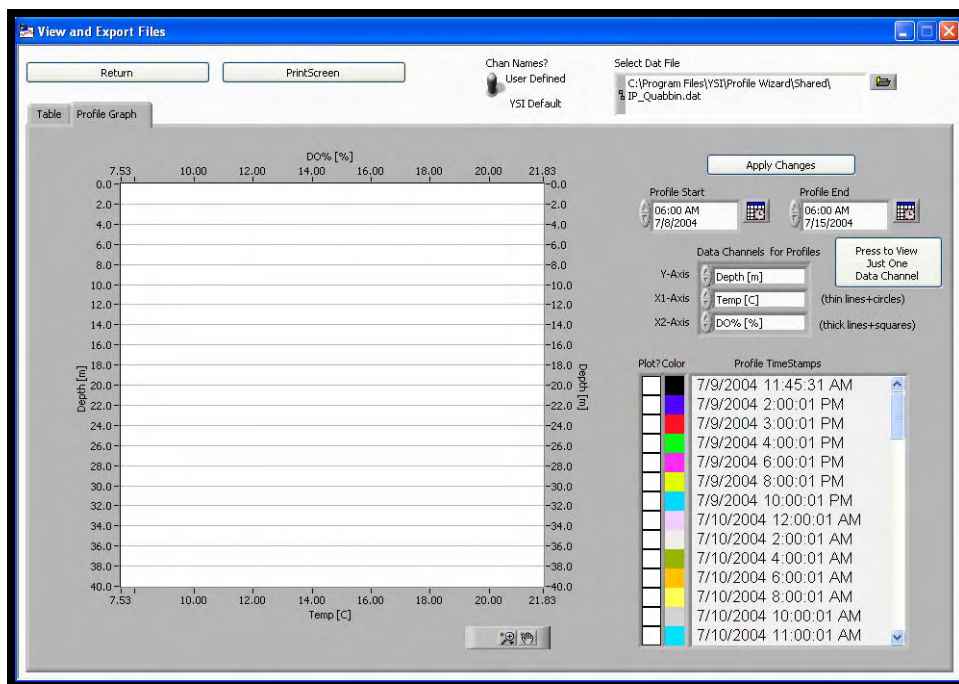 View and Export Files
Return
PrintScreen
Chan Names?
User Defined
YSI Default
Select Dat File
C:\Program Files\YSI\Profile Wizard\Shared\
IP_Quabbin.dat
Table
Profile Graph
DO% [%]
7.53 10.00 12.00 14.00 16.00 18.00 20.00 21.83
0.0 0.0
2.0 2.0
4.0 4.0
6.0 6.0
8.0 8.0
10.0 10.0
12.0 12.0
14.0 14.0
16.0 16.0
18.0 18.0
20.0 20.0
22.0 22.0
24.0 24.0
26.0 26.0
28.0 28.0
30.0 30.0
32.0 32.0
34.0 34.0
36.0 36.0
38.0 38.0
40.0 40.0
Depth [m]
Depth [m]
7.53 10.00 12.00 14.00 16.00 18.00 20.00 21.83
Temp [C]
Apply Changes
Profile Start
06:00 AM
7/8/2004
Profile End
06:00 AM
7/15/2004
Data Channels for Profiles
Press to View
Just One
Data Channel
Y-Axis Depth [m]
X1-Axis Temp [C] (thin lines+circles)
X2-Axis DO% [%] (thick lines+squares)
Plot? Color Profile TimeStamps
7/9/2004 11:45:31 AM
7/9/2004 2:00:01 PM
7/9/2004 3:00:01 PM
7/9/2004 4:00:01 PM
7/9/2004 6:00:01 PM
7/9/2004 8:00:01 PM
7/9/2004 10:00:01 PM
7/10/2004 12:00:01 AM
7/10/2004 2:00:01 AM
7/10/2004 4:00:01 AM
7/10/2004 6:00:01 AM
7/10/2004 8:00:01 AM
7/10/2004 10:00:01 AM
7/10/2004 11:00:01 AM